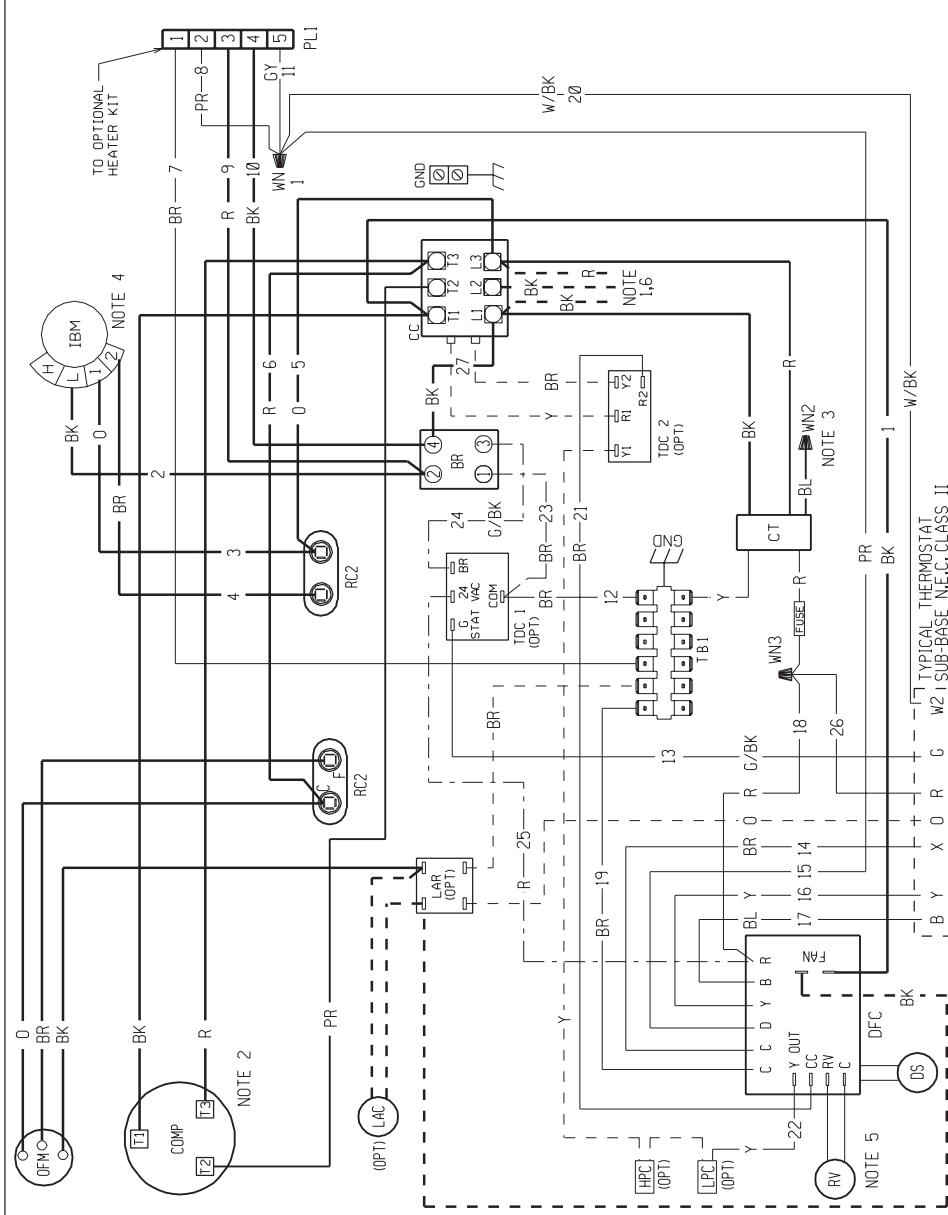 1
2
3
4
5
PL1
TO OPTIONAL
HEATER KIT
PR
8
GY
11
BR
7
R
9
BK
10
WN
1
W/BK
20
GND
IBM
H
L
1
2
NOTE 4
BK
O
BR
2
3
4
RC2
R
6
O
5
CC
T1
T2
T3
L1
L2
L3
BK
BK
R
NOTE
1,6
BK
27
4
2
3
1
BR
24
G/BK
23
BR
BR
24
G
VAC
STAT
COM
TDC 1
(OPT)
BR
12
Y
BR
Y1
R1
Y2
R2
TDC 2
(OPT)
21
BR
BK
R
CT
BL
WN2
NOTE 3
GND
TB1
Y
R
FUSE
WN3
18
26
W/BK
PR
BK
1
OFM
O
BR
BK
C
F
RC2
COMP
T1
T2
T3
NOTE 2
BK
R
PR
LAC
(OPT)
LAR
(OPT)
BR
25
R
Y
BR
19
13
G/BK
R
O
BR
14
15
Y
16
BL
17
C
C
D
Y
B
R
FAN
Y OUT
CC
RV
C
DFC
BK
DS
HPC
(OPT)
LPC
(OPT)
Y
22
RV
NOTE 5
B
Y
X
O
R
G
W2
TYPICAL THERMOSTAT
SUB-BASE N.E.C. CLASS II